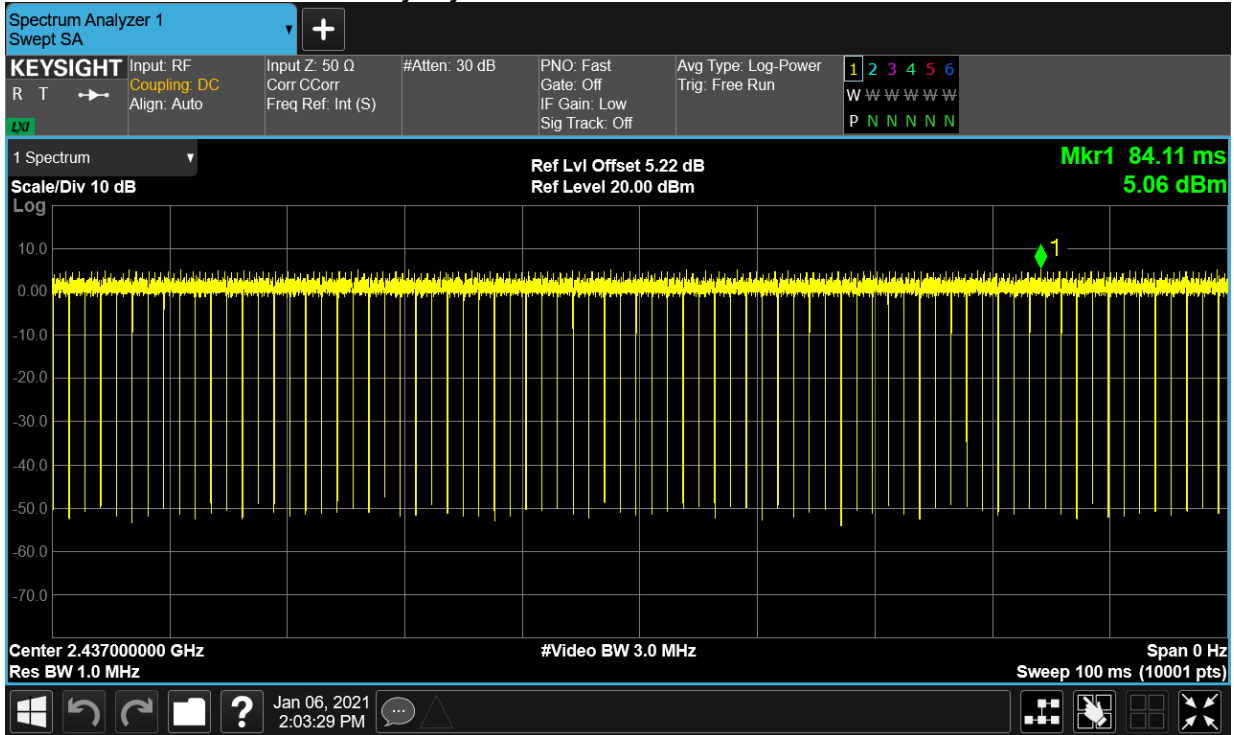 Spectrum Analyzer 1
Swept SA
KEYSIGHT
R T
LXI
Input: RF
Coupling: DC
Align: Auto
Input Z: 50 Ω
Corr CCorr
Freq Ref: Int (S)
#Atten: 30 dB
PNO: Fast
Gate: Off
IF Gain: Low
Sig Track: Off
Avg Type: Log-Power
Trig: Free Run
1 2 3 4 5 6
W W W W W W
P N N N N N
1 Spectrum
Scale/Div 10 dB
Log
Ref Lvl Offset 5.22 dB
Ref Level 20.00 dBm
Mkr1 84.11 ms
5.06 dBm
1
10.0
0.00
-10.0
-20.0
-30.0
-40.0
-50.0
-60.0
-70.0
Center 2.437000000 GHz
Res BW 1.0 MHz
#Video BW 3.0 MHz
Span 0 Hz
Sweep 100 ms (10001 pts)
?
Jan 06, 2021
2:03:29 PM